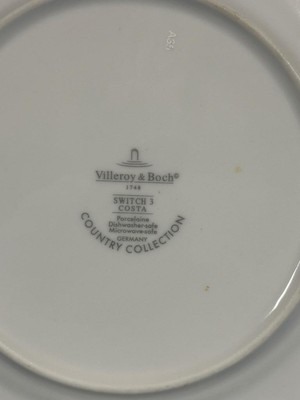 Villeroy & Boch®
1748
SWITCH 3
COSTA
Porcelaine
Dishwasher-safe
Microwave-safe
GERMANY
COUNTRY COLLECTION